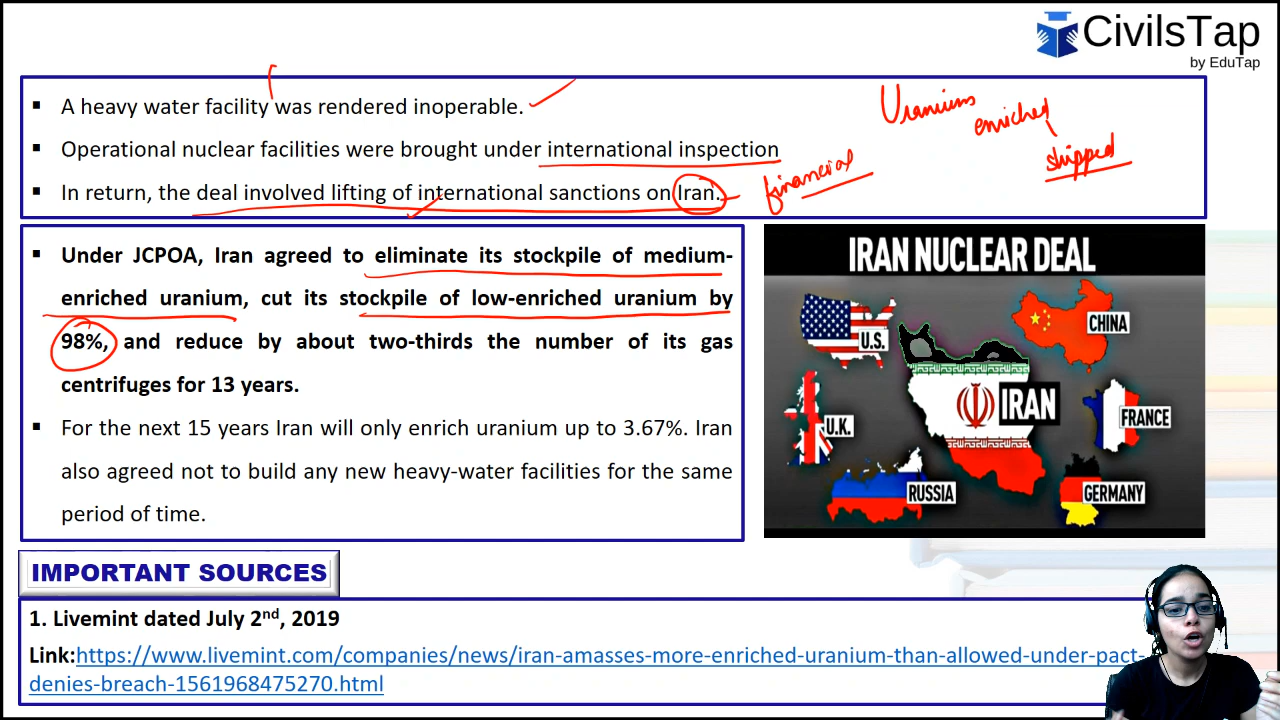 CivilsTap
by EduTap
▪ A heavy water facility was rendered inoperable.
▪ Operational nuclear facilities were brought under international inspection
▪ In return, the deal involved lifting of international sanctions on Iran.
Uraniums
enriched
shipped
financial
▪ Under JCPOA, Iran agreed to eliminate its stockpile of medium-
enriched uranium, cut its stockpile of low-enriched uranium by
98%, and reduce by about two-thirds the number of its gas
centrifuges for 13 years.
▪ For the next 15 years Iran will only enrich uranium up to 3.67%. Iran
also agreed not to build any new heavy-water facilities for the same
period of time.
IRAN NUCLEAR DEAL
U.S.
CHINA
IRAN
U.K.
FRANCE
RUSSIA
GERMANY
IMPORTANT SOURCES
1. Livemint dated July 2nd, 2019
Link:https://www.livemint.com/companies/news/iran-amasses-more-enriched-uranium-than-allowed-under-pact-
denies-breach-1561968475270.html